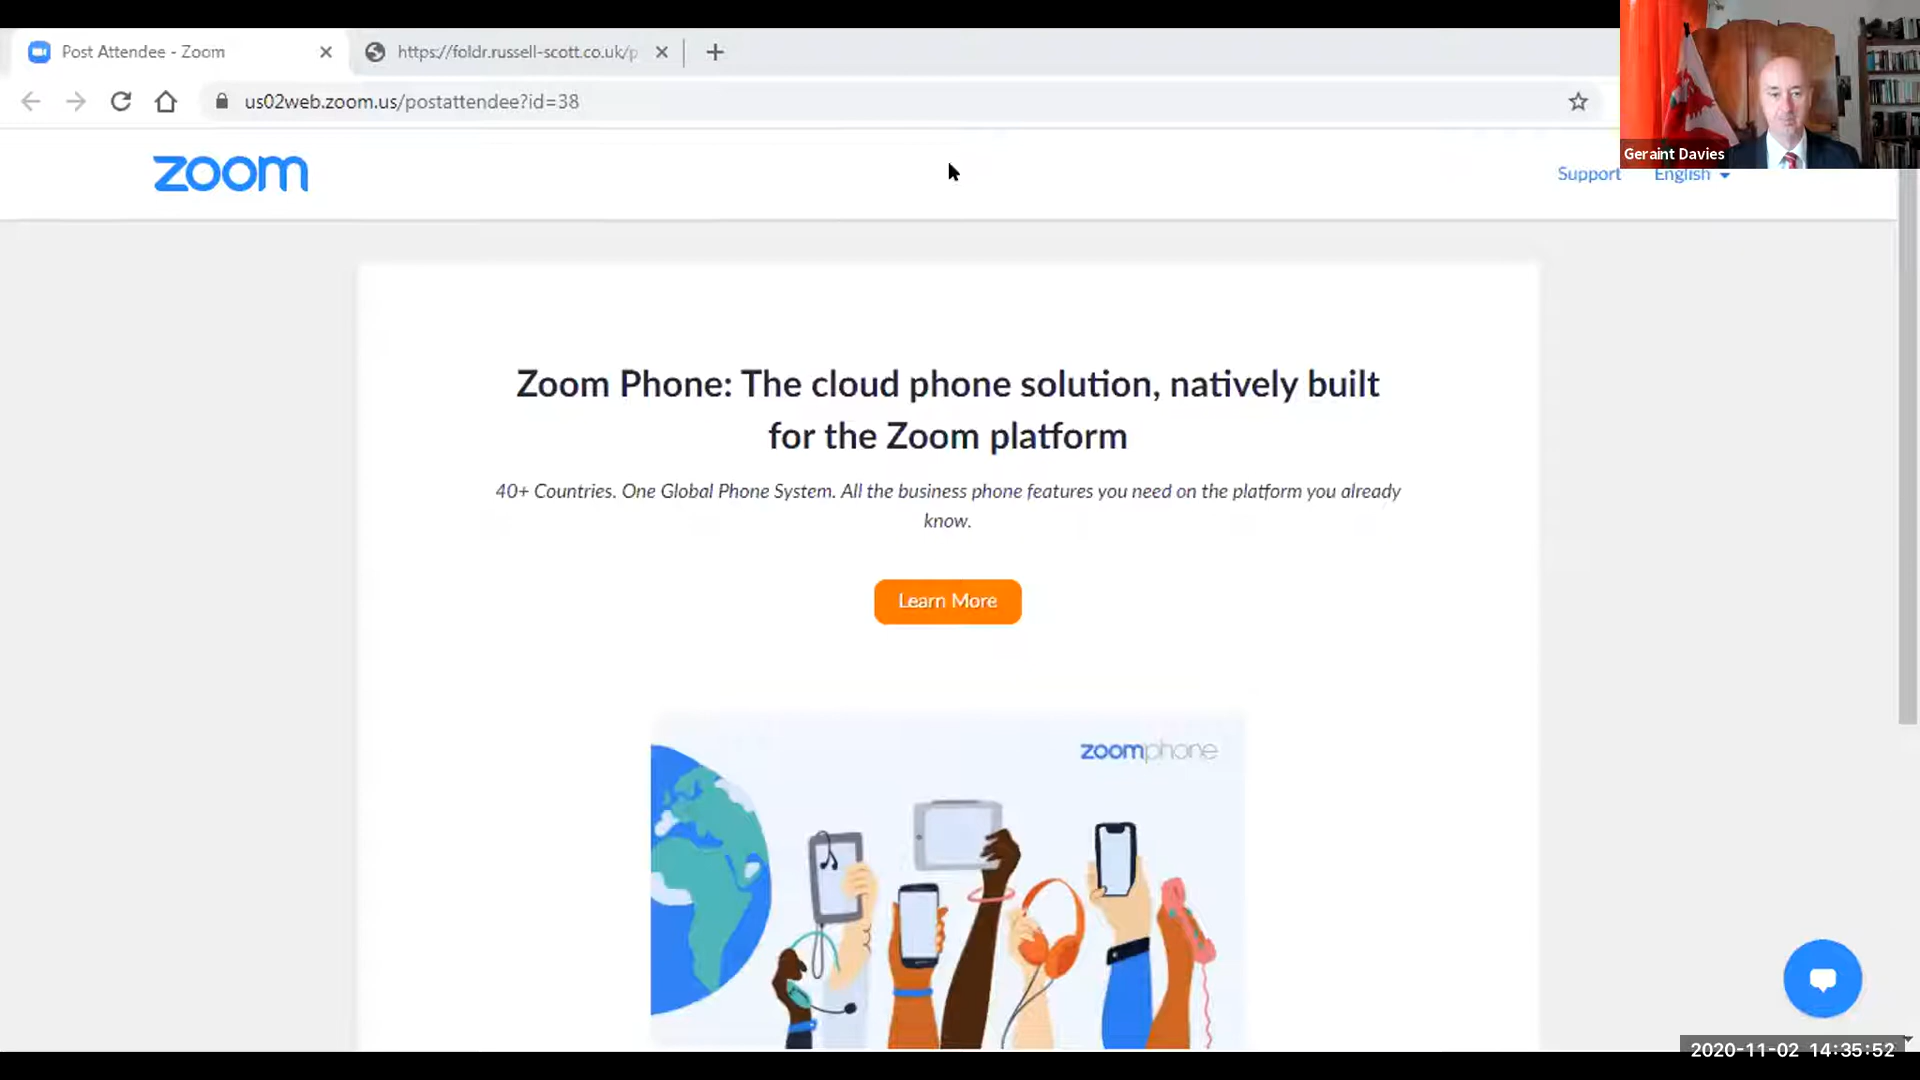 Post Attendee - Zoom
https://foldr.russell-scott.co.uk/p
us02web.zoom.us/postattendee?id=38
Geraint Davies
zoom
Support
English
Zoom Phone: The cloud phone solution, natively built
for the Zoom platform
40+ Countries. One Global Phone System. All the business phone features you need on the platform you already
know.
Learn More
zoomphone
2020-11-02 14:35:52